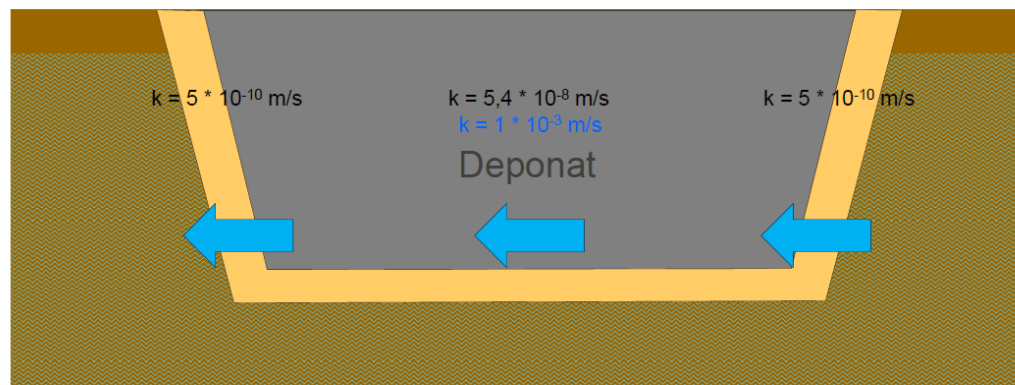 k = 5 * 10⁻¹⁰ m/s
k = 5,4 * 10⁻⁸ m/s
k = 1 * 10⁻³ m/s
k = 5 * 10⁻¹⁰ m/s
Deponat